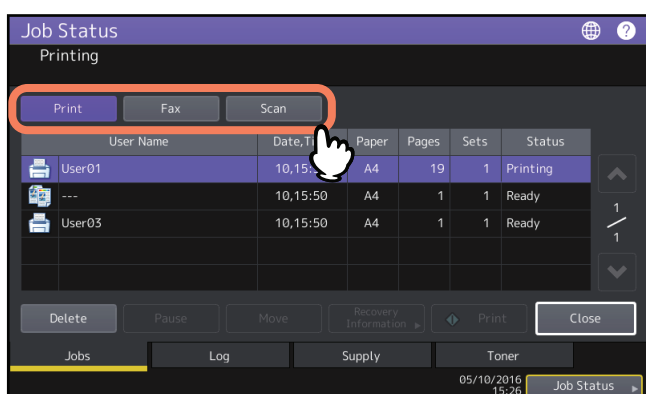 Job Status
?
Printing
Print Fax Scan
User Name Date,Ti Paper Pages Sets Status
User01 10,15: A4 19 1 Printing
--- 10,15:50 A4 1 1 Ready
User03 10,15:50 A4 1 1 Ready
1
1
Delete Pause Move Recovery Information Print Close
Jobs Log Supply Toner
05/10/2016
15:26 Job Status